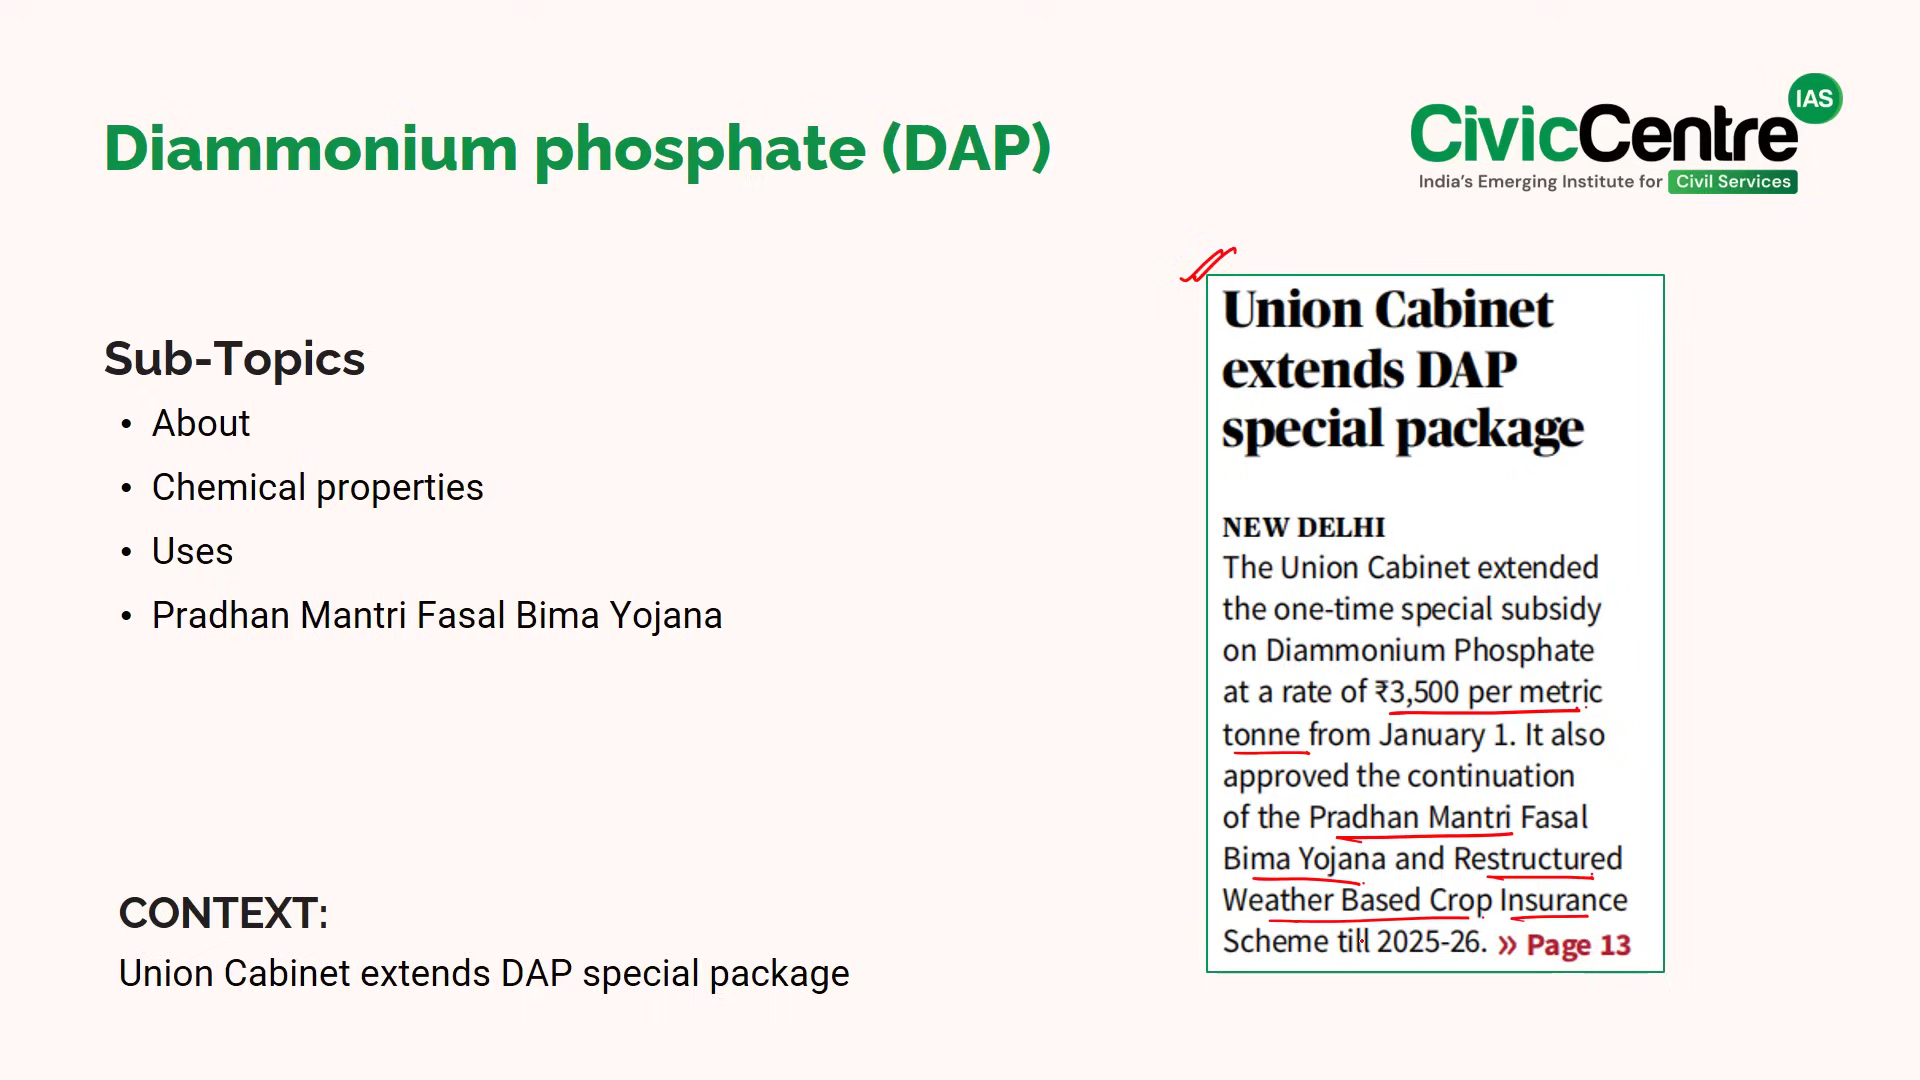 Diammonium phosphate (DAP)
CivicCentre
IAS
India's Emerging Institute for Civil Services
Sub-Topics
• About
• Chemical properties
• Uses
• Pradhan Mantri Fasal Bima Yojana
CONTEXT:
Union Cabinet extends DAP special package
Union Cabinet
extends DAP
special package
NEW DELHI
The Union Cabinet extended
the one-time special subsidy
on Diammonium Phosphate
at a rate of ₹3,500 per metric
tonne from January 1. It also
approved the continuation
of the Pradhan Mantri Fasal
Bima Yojana and Restructured
Weather Based Crop Insurance
Scheme till 2025-26. » Page 13